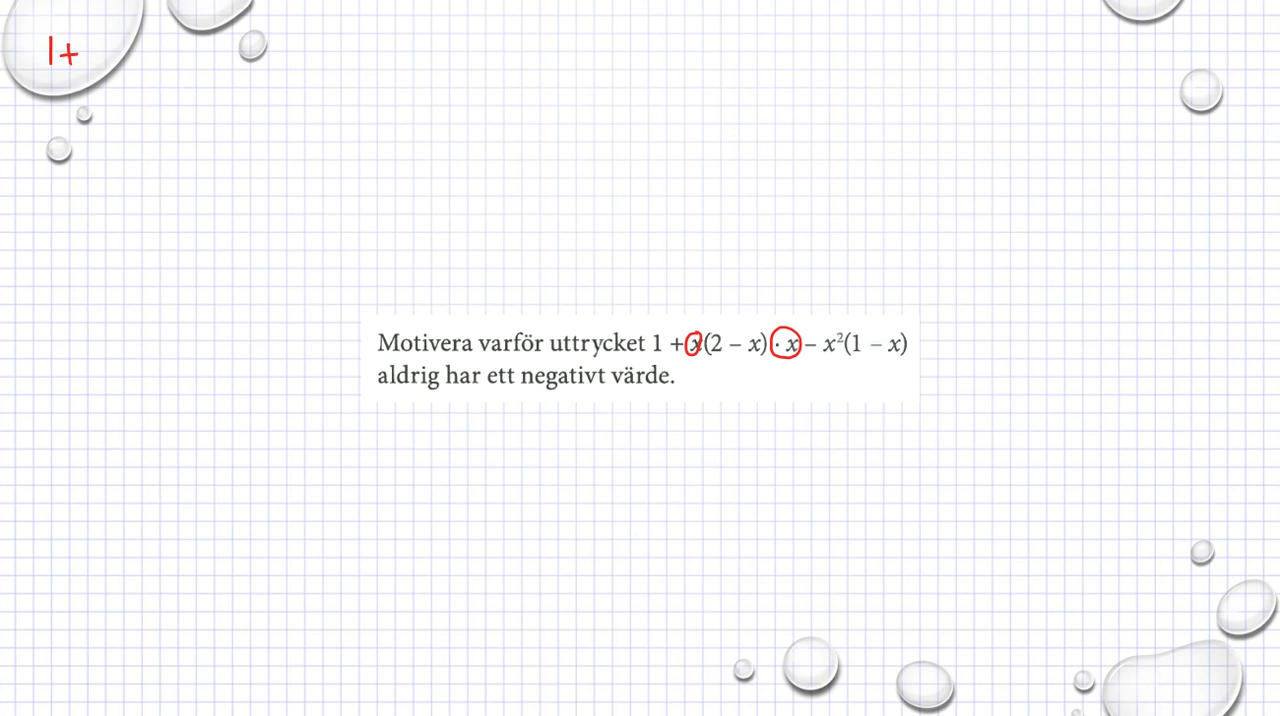 1+
Motivera varför uttrycket 1 + x(2 – x) · x – x²(1 – x)
aldrig har ett negativt värde.